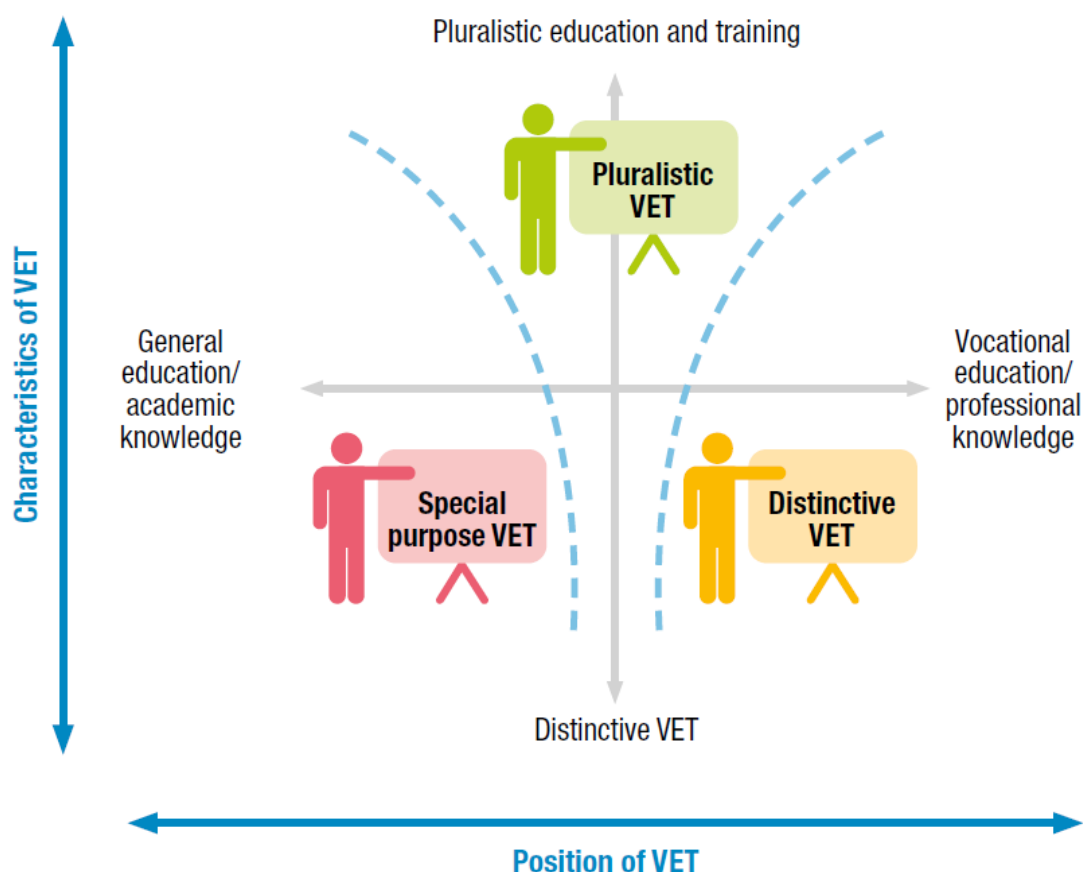 Pluralistic education and training
Pluralistic
VET
Characteristics of VET
General
education/
academic
knowledge
Vocational
education/
professional
knowledge
Special
purpose VET
Distinctive
VET
Distinctive VET
Position of VET